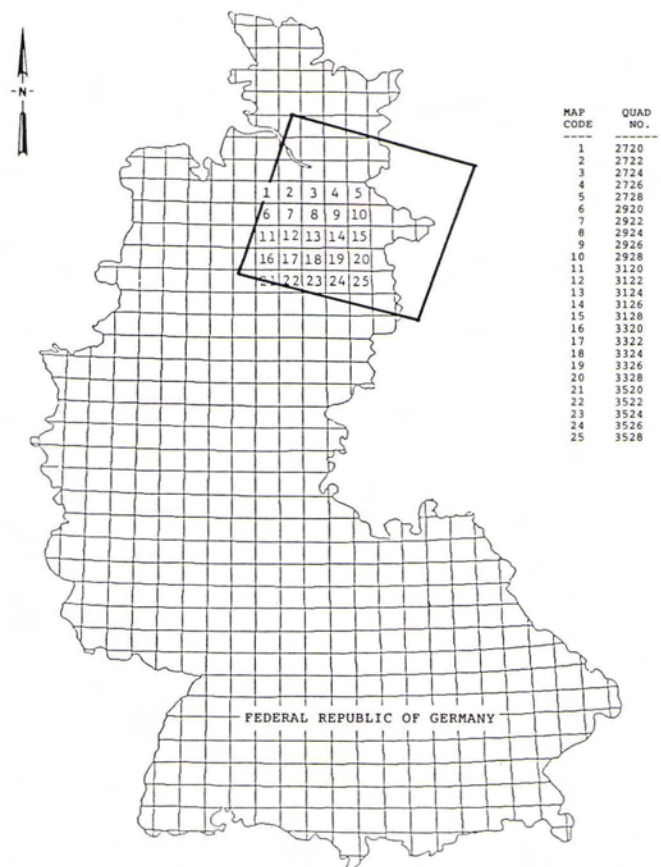 -N-
MAP QUAD
CODE NO.
1 2720
2 2722
3 2724
4 2726
5 2728
6 2920
7 2922
8 2924
9 2926
10 2928
11 3120
12 3122
13 3124
14 3126
15 3128
16 3320
17 3322
18 3324
19 3326
20 3328
21 3520
22 3522
23 3524
24 3526
25 3528
1 2 3 4 5
6 7 8 9 10
11 12 13 14 15
16 17 18 19 20
21 22 23 24 25
FEDERAL REPUBLIC OF GERMANY